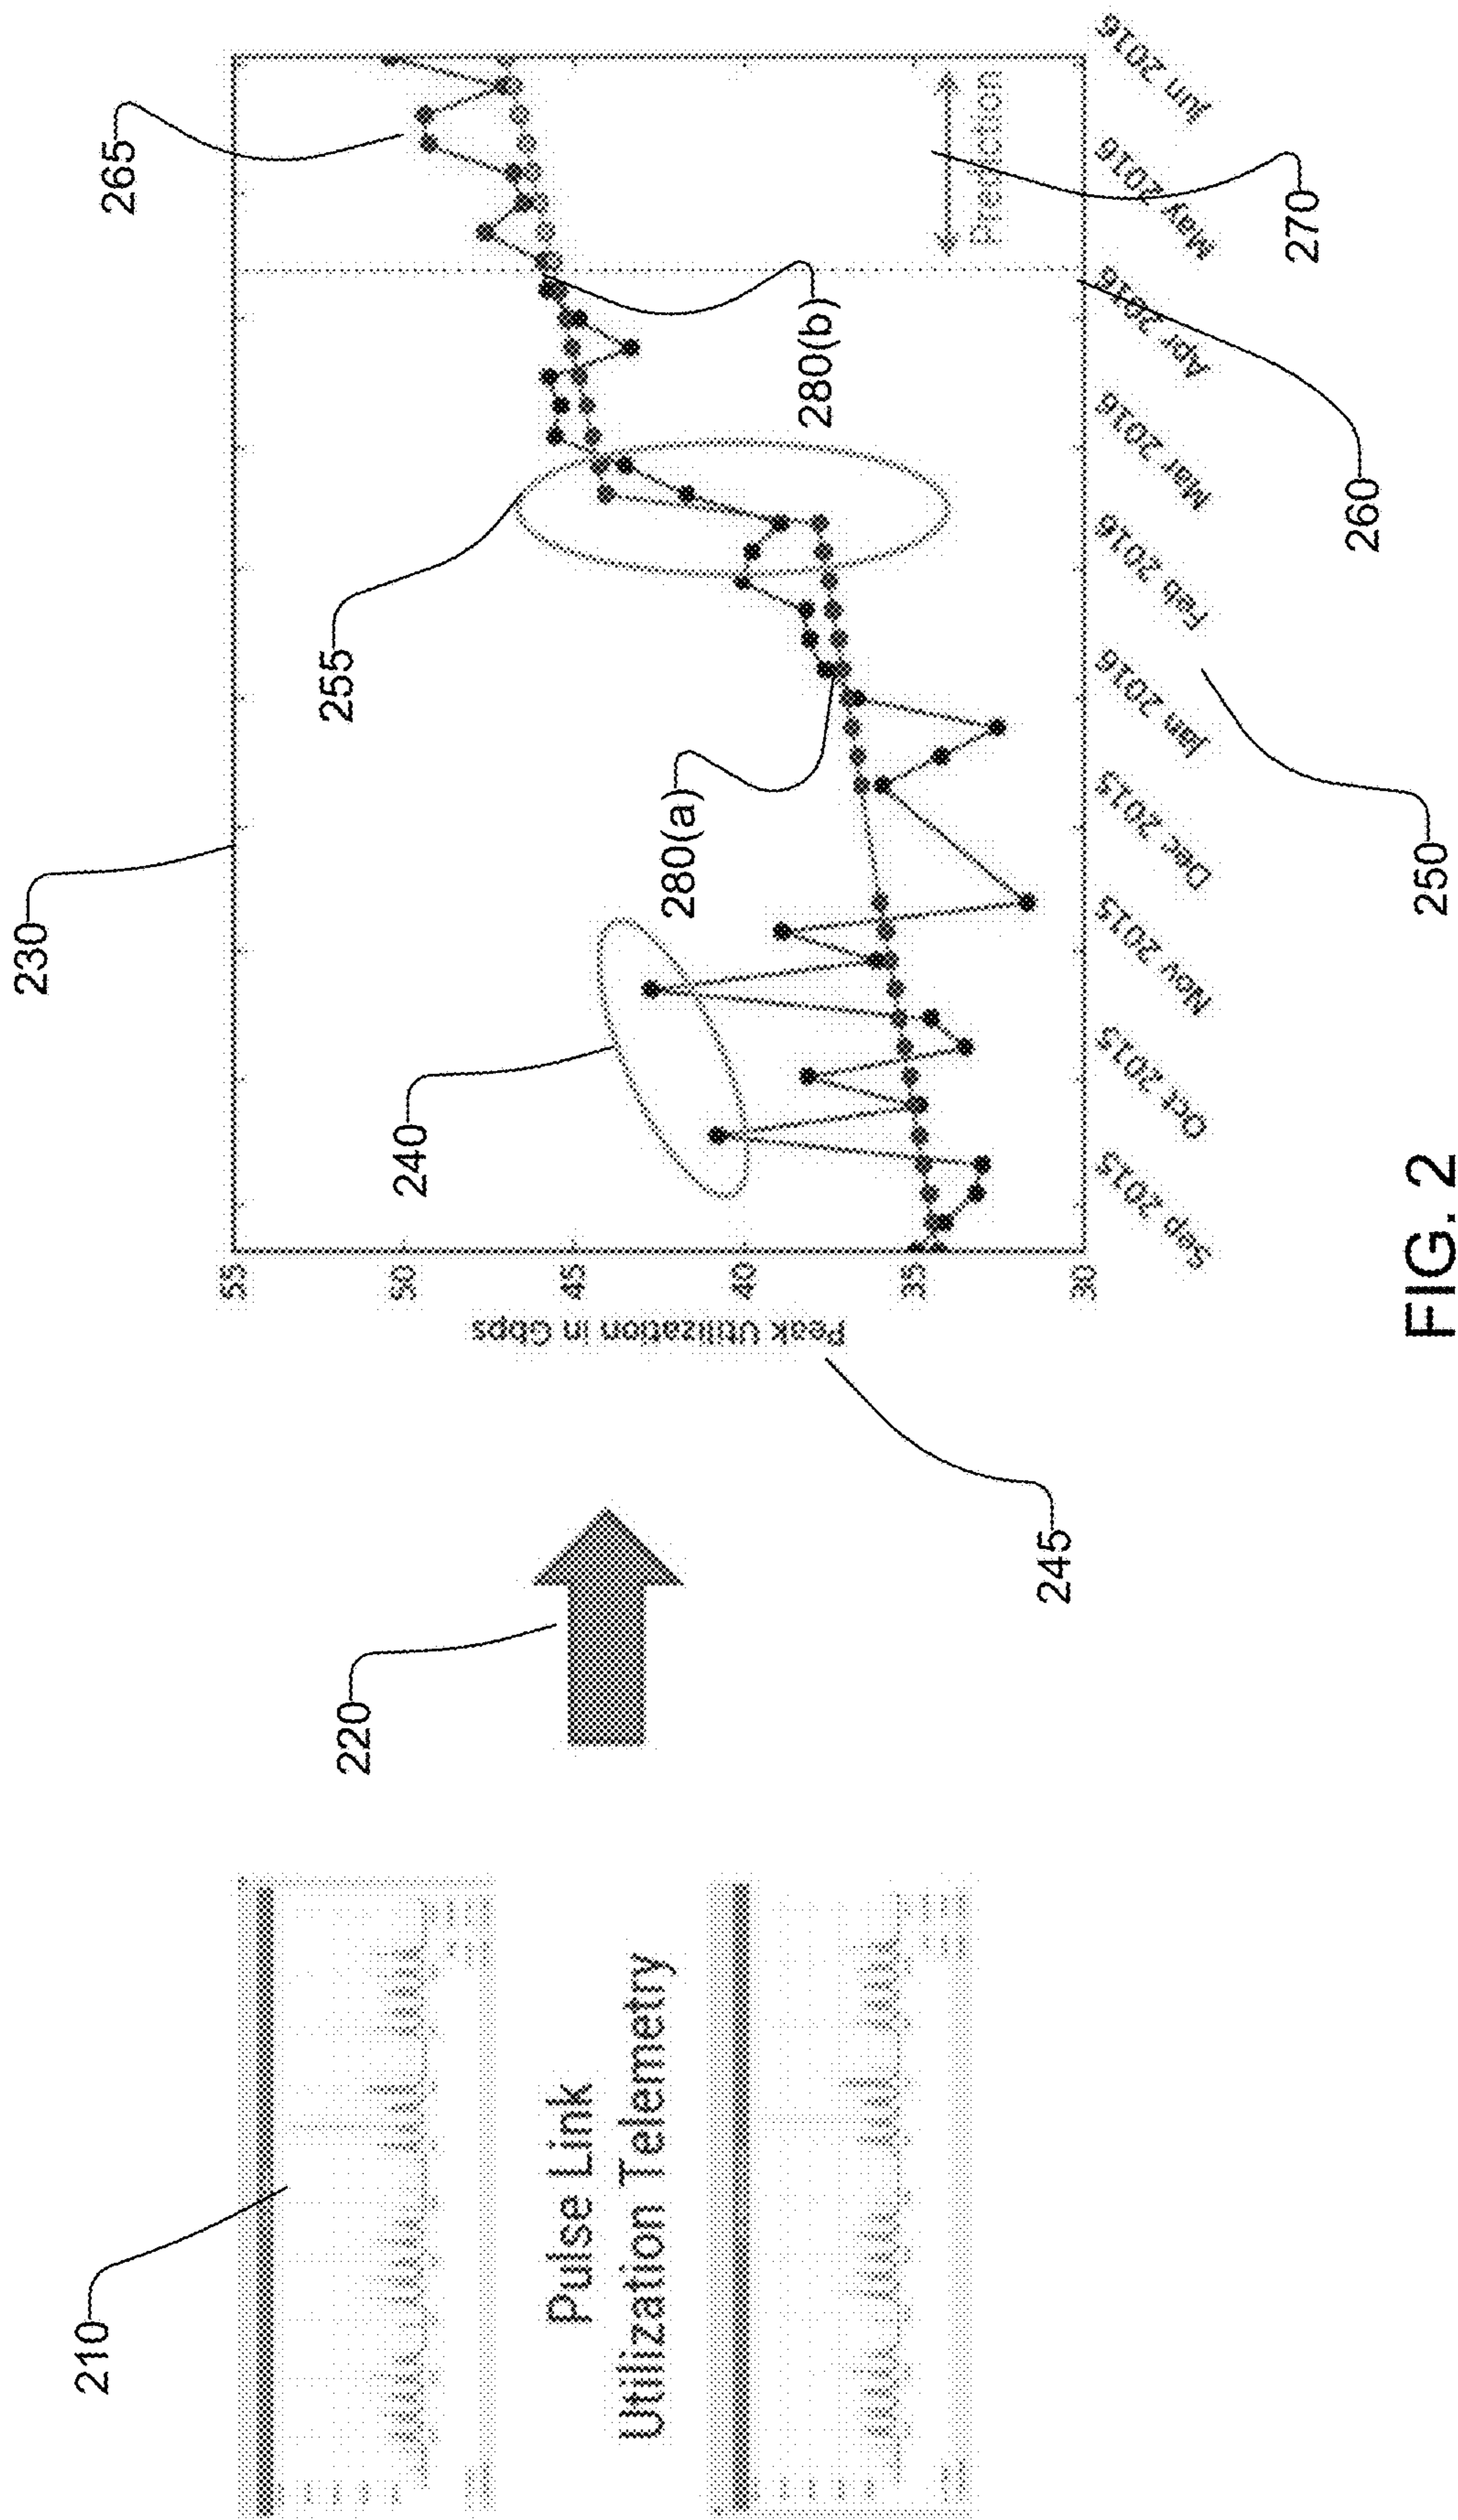 210
Pulse Link
Utilization Telemetry
220
230
240
255
265
280(a)
280(b)
55
50
45
40
35
30
Peak Utilization in Gbps
245
Prediction
Sep 2015
Oct 2015
Nov 2015
Dec 2015
Jan 2016
Feb 2016
Mar 2016
Apr 2016
May 2016
Jun 2016
250
260
270
FIG. 2